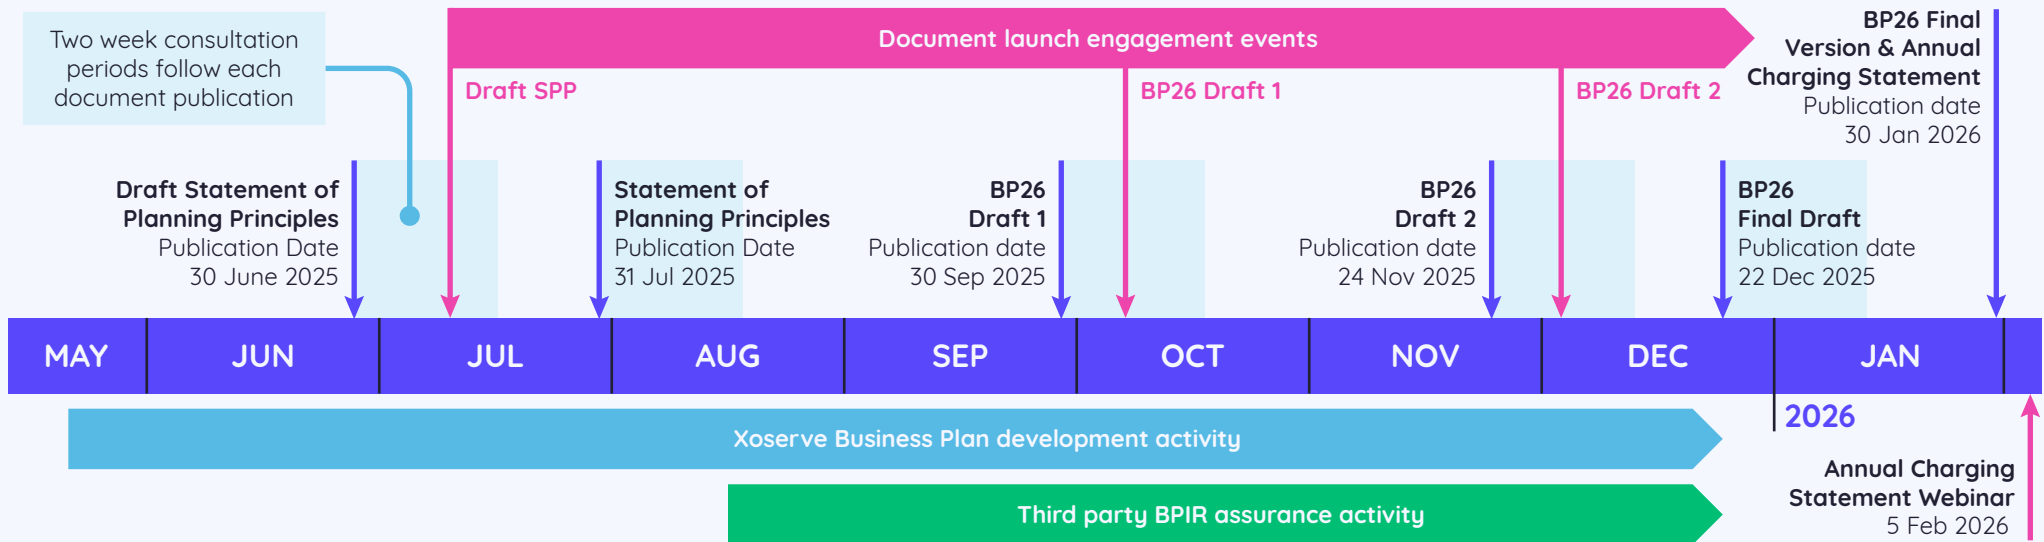 Two week consultation
periods follow each
document publication
Document launch engagement events
Draft SPP
BP26 Draft 1
BP26 Draft 2
BP26 Final
Version & Annual
Charging Statement
Publication date
30 Jan 2026
Draft Statement of
Planning Principles
Publication Date
30 June 2025
Statement of
Planning Principles
Publication Date
31 Jul 2025
BP26
Draft 1
Publication date
30 Sep 2025
BP26
Draft 2
Publication date
24 Nov 2025
BP26
Final Draft
Publication date
22 Dec 2025
MAY JUN JUL AUG SEP OCT NOV DEC JAN
2026
Xoserve Business Plan development activity
Third party BPIR assurance activity
Annual Charging
Statement Webinar
5 Feb 2026